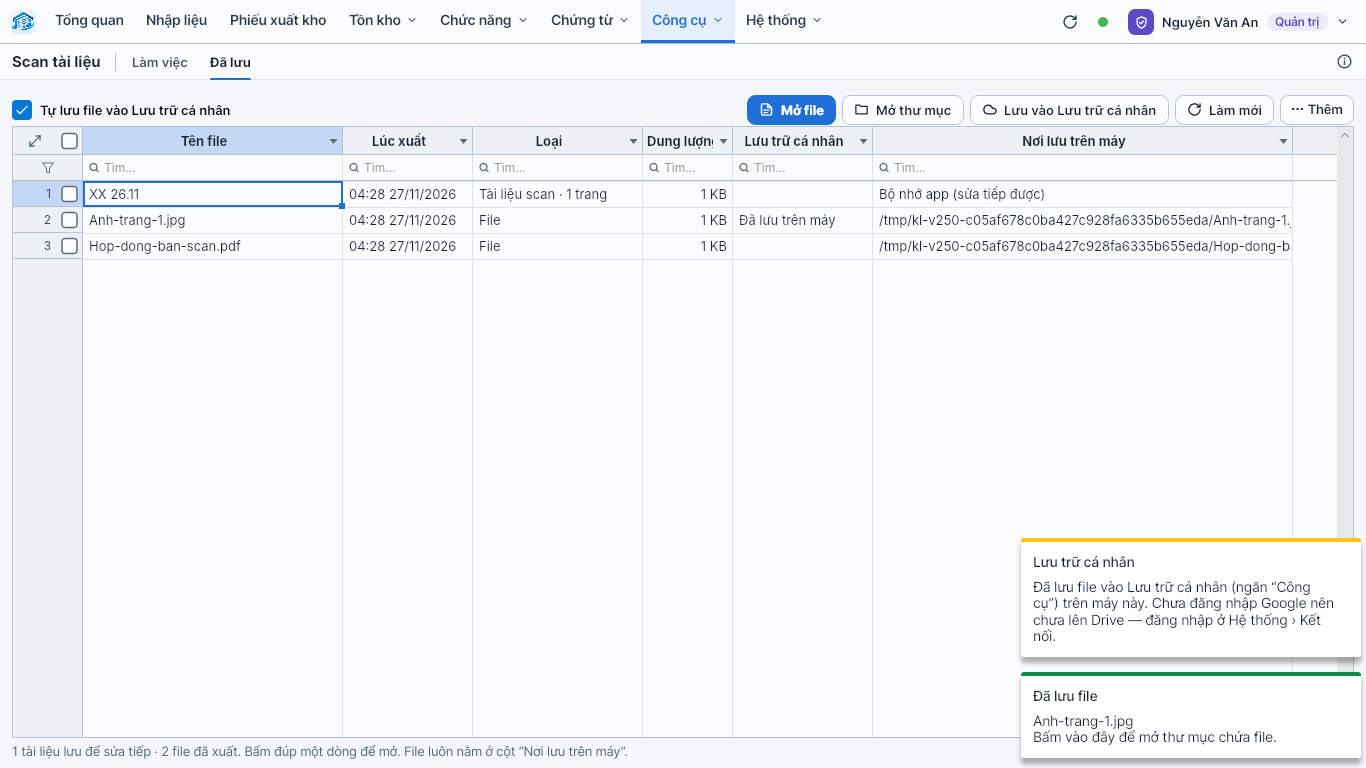 Tổng quan Nhập liệu Phiếu xuất kho Tồn kho Chức năng Chứng từ Công cụ Hệ thống Nguyễn Văn An Quản trị
Scan tài liệu Làm việc Đã lưu
Tự lưu file vào Lưu trữ cá nhân Mở file Mở thư mục Lưu vào Lưu trữ cá nhân Làm mới ··· Thêm
Tên file Lúc xuất Loại Dung lượng Lưu trữ cá nhân Nơi lưu trên máy
Tìm... Tìm... Tìm... Tìm... Tìm... Tìm...
1 XX 26.11 04:28 27/11/2026 Tài liệu scan · 1 trang 1 KB Bộ nhớ app (sửa tiếp được)
2 Anh-trang-1.jpg 04:28 27/11/2026 File 1 KB Đã lưu trên máy /tmp/kl-v250-c05af678c0ba427c928fa6335b655eda/Anh-trang-1.j
3 Hop-dong-ban-scan.pdf 04:28 27/11/2026 File 1 KB /tmp/kl-v250-c05af678c0ba427c928fa6335b655eda/Hop-dong-b
Lưu trữ cá nhân
Đã lưu file vào Lưu trữ cá nhân (ngăn “Công
cụ”) trên máy này. Chưa đăng nhập Google nên
chưa lên Drive — đăng nhập ở Hệ thống › Kết
nối.
Đã lưu file
Anh-trang-1.jpg
Bấm vào đây để mở thư mục chứa file.
1 tài liệu lưu để sửa tiếp · 2 file đã xuất. Bấm đúp một dòng để mở. File luôn nằm ở cột “Nơi lưu trên máy”.